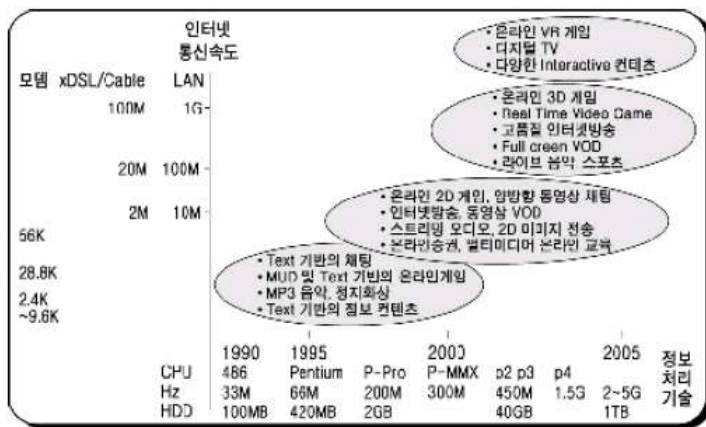 인터넷
통신속도
모뎀 xDSL/Cable LAN
100M 1G
20M 100M
2M 10M
56K
28.8K
2.4K
~9.6K
• 온라인 VR 게임
• 디지털 TV
• 다양한 Interactive 컨테츠
• 온라인 3D 게임
• Real Time Video Game
• 고품질 인터넷방송
• Full creen VOD
• 라이브 음악 스포츠
• 온라인 2D 게임, 양방향 동영상 채팅
• 인터넷방송, 동영상 VOD
• 스트리밍 오디오, 2D 이미지 전송
• 온라인증권, 멀티미디어 온라인 교육
• Text 기반의 채팅
• MUD 및 Text 기반의 온라인게임
• MP3 음악, 정지화상
• Text 기반의 정보 컨텐츠
1990 1995 2000 2005
CPU 486 Pentium P-Pro P-MMX p2 p3 p4
Hz 33M 66M 200M 300M 450M 1.5G 2~5G
HDD 100MB 420MB 2GB 40GB 1TB
정보
처리
기술